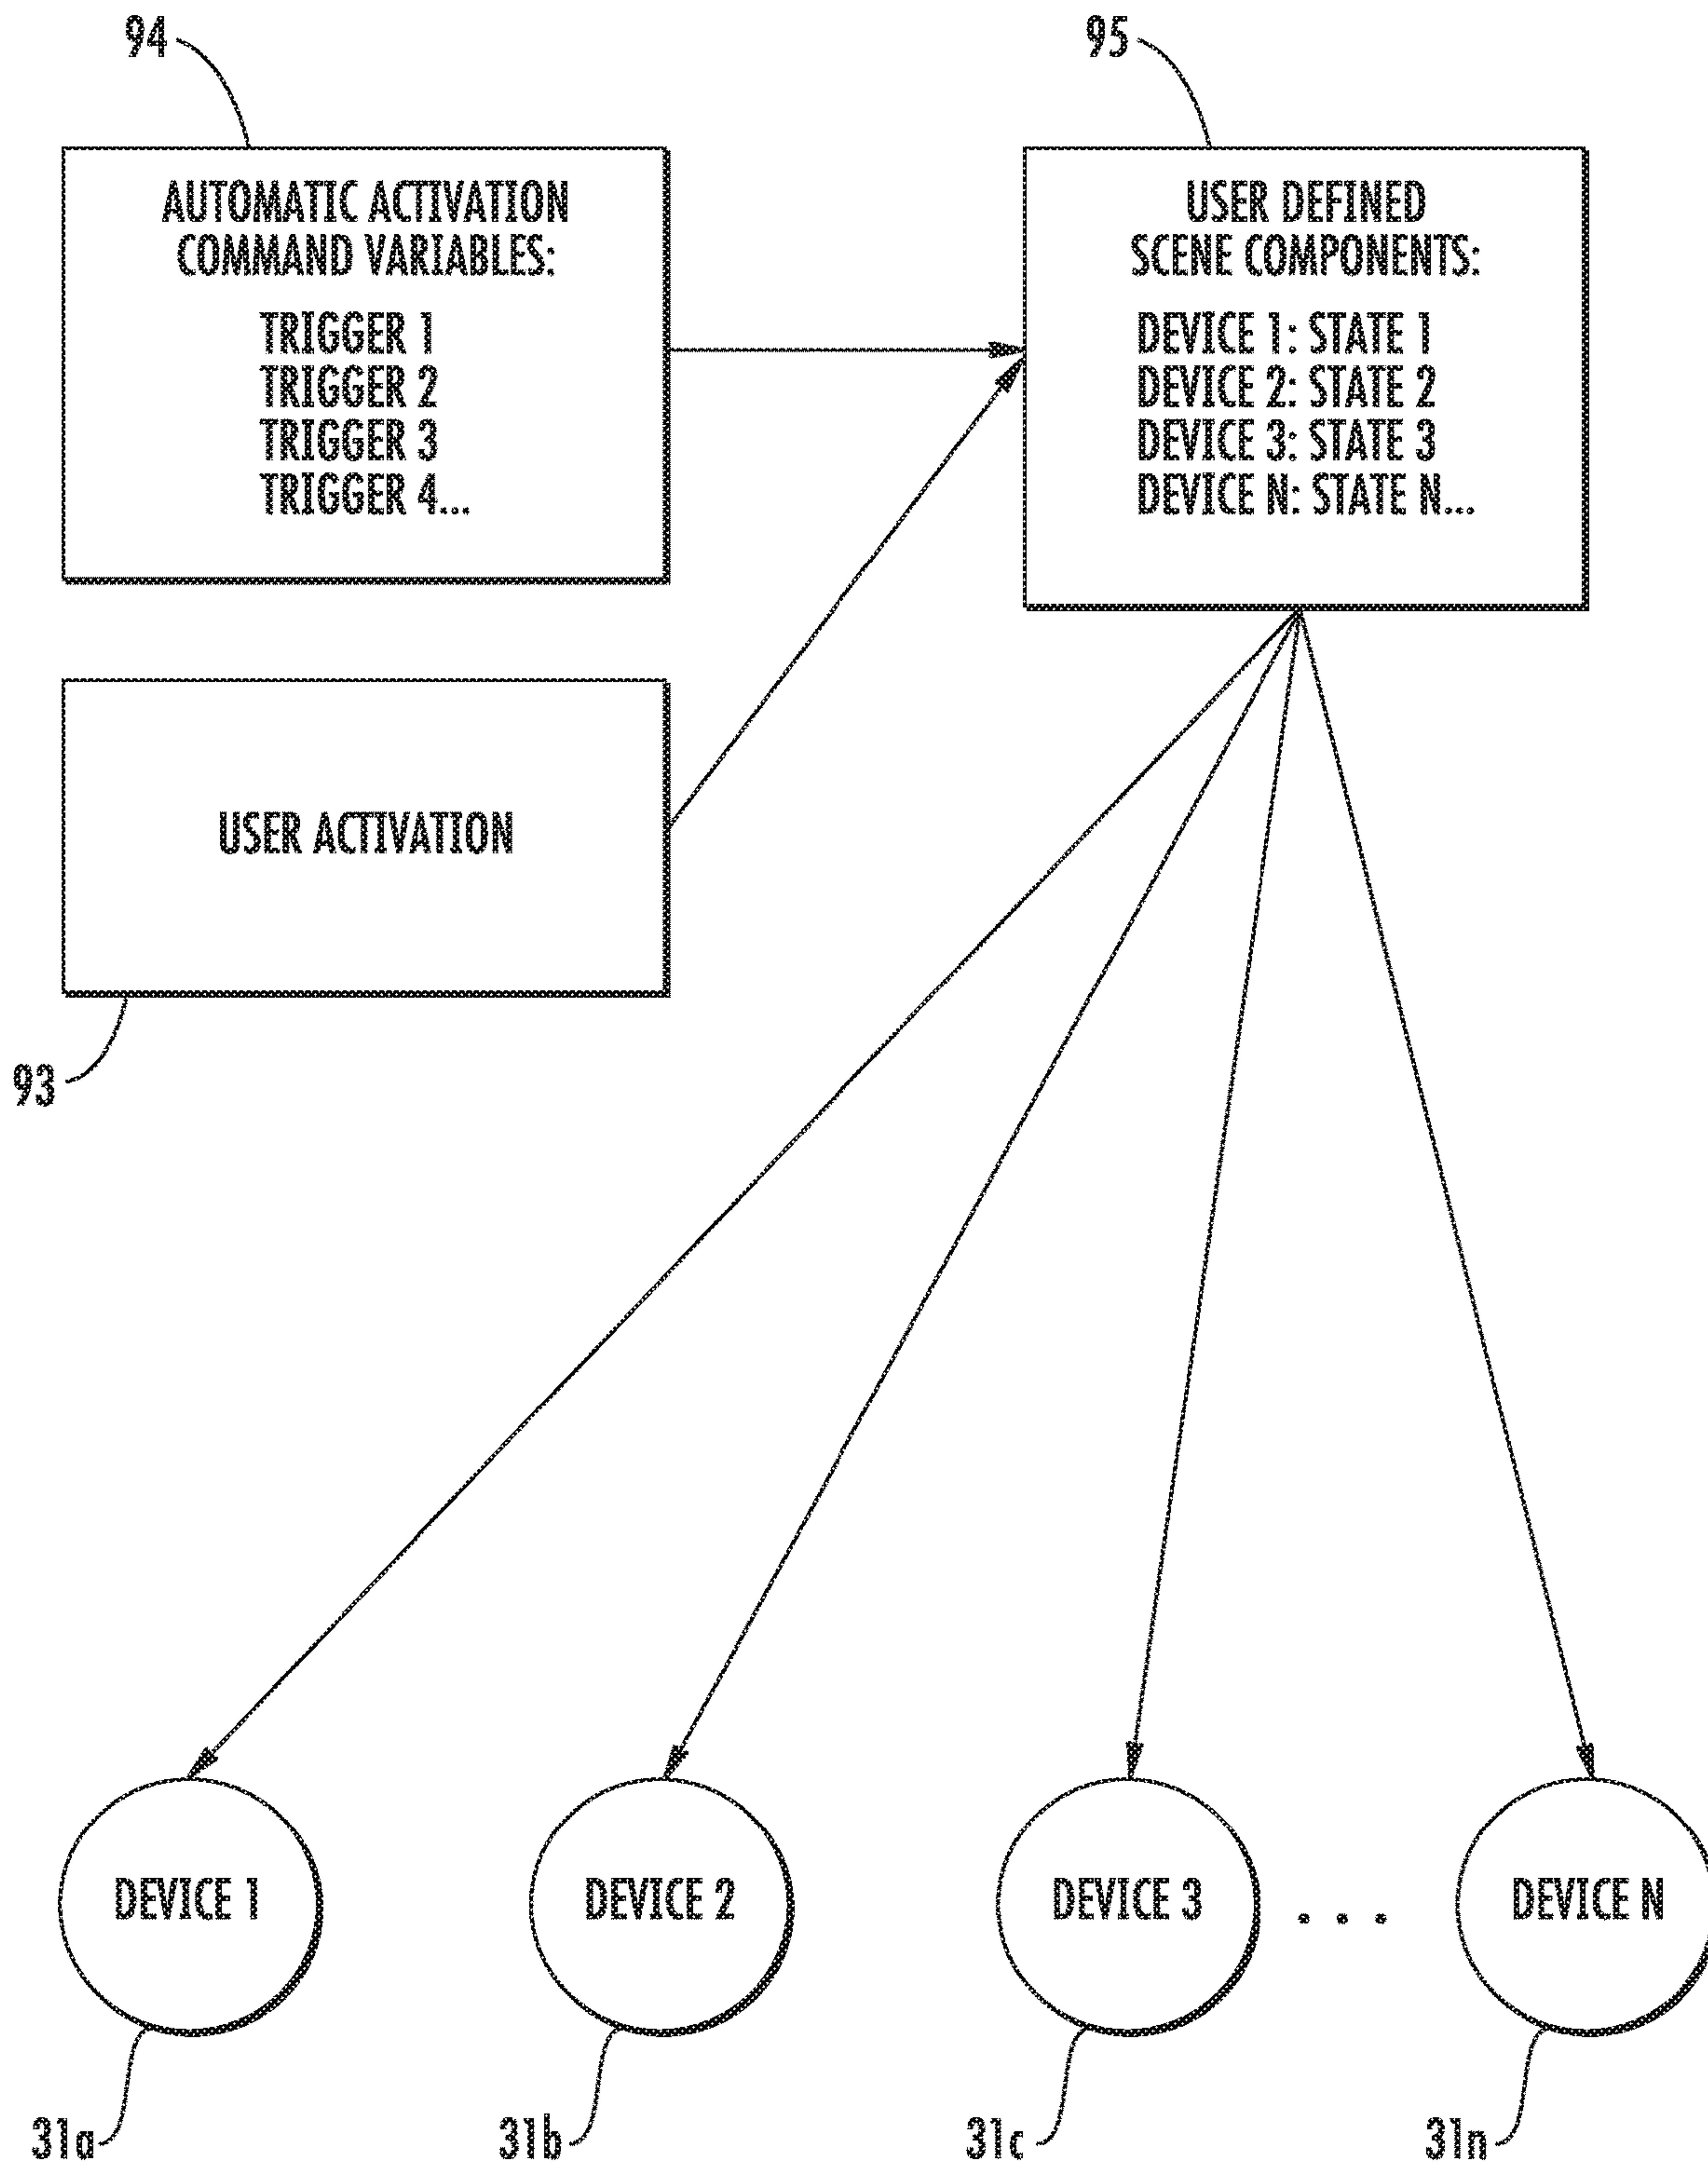 94
95
AUTOMATIC ACTIVATION
COMMAND VARIABLES:
TRIGGER 1
TRIGGER 2
TRIGGER 3
TRIGGER 4...
USER DEFINED
SCENE COMPONENTS:
DEVICE 1: STATE 1
DEVICE 2: STATE 2
DEVICE 3: STATE 3
DEVICE N: STATE N...
USER ACTIVATION
93
DEVICE 1
DEVICE 2
DEVICE 3
...
DEVICE N
31a
31b
31c
31n